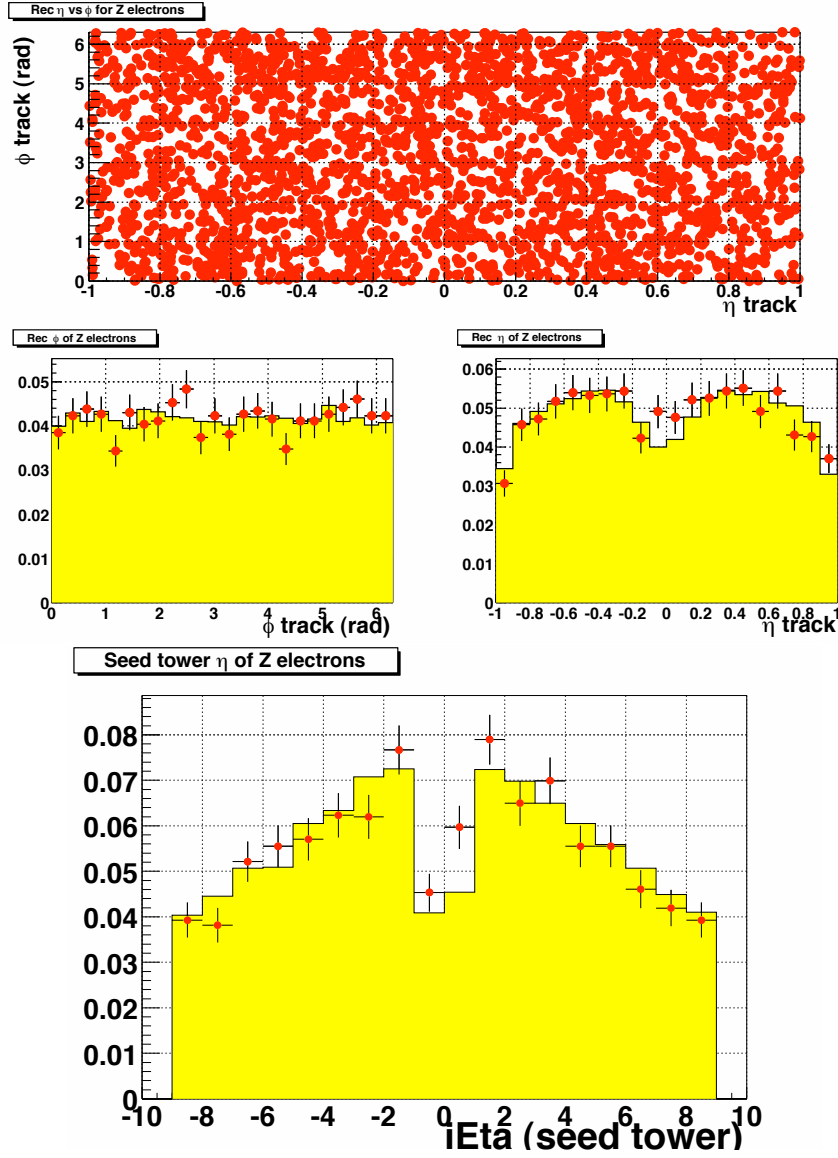 Rec η vs φ for Z electrons
φ track (rad)
6
5
4
3
2
1
0
-1 -0.8 -0.6 -0.4 -0.2 0 0.2 0.4 0.6 0.8 1
η track
Rec φ of Z electrons
0.05
0.04
0.03
0.02
0.01
0
0 1 2 3 4 5 6
φ track (rad)
Rec η of Z electrons
0.06
0.05
0.04
0.03
0.02
0.01
0
-1 -0.8 -0.6 -0.4 -0.2 0 0.2 0.4 0.6 0.8 1
η track
Seed tower η of Z electrons
0.08
0.07
0.06
0.05
0.04
0.03
0.02
0.01
0
-10 -8 -6 -4 -2 0 2 4 6 8 10
iEta (seed tower)